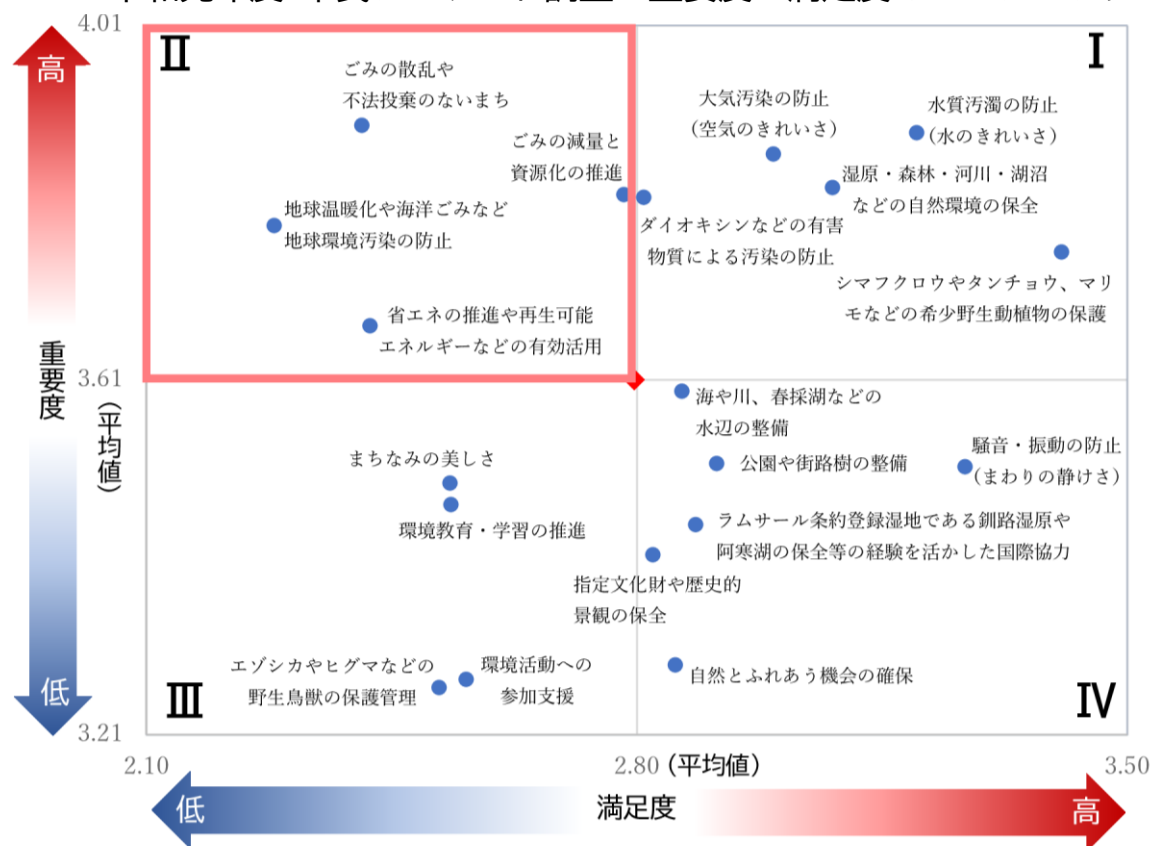 4.01
高
Ⅱ
Ⅰ
ごみの散乱や
不法投棄のないまち
大気汚染の防止
(空気のきれいさ)
水質汚濁の防止
(水のきれいさ)
ごみの減量と
資源化の推進
湿原・森林・河川・湖沼
などの自然環境の保全
地球温暖化や海洋ごみなど
地球環境汚染の防止
ダイオキシンなどの有害
物質による汚染の防止
シマフクロウやタンチョウ、マリ
モなどの希少野生動植物の保護
省エネの推進や再生可能
エネルギーなどの有効活用
重要度
3.61
(平均値)
海や川、春採湖などの
水辺の整備
騒音・振動の防止
(まわりの静けさ)
まちなみの美しさ
公園や街路樹の整備
環境教育・学習の推進
ラムサール条約登録湿地である釧路湿原や
阿寒湖の保全等の経験を活かした国際協力
指定文化財や歴史的
景観の保全
エゾシカやヒグマなどの
野生鳥獣の保護管理
環境活動への
参加支援
自然とふれあう機会の確保
低
Ⅲ
Ⅳ
3.21
2.10
2.80 (平均値)
3.50
低
満足度
高